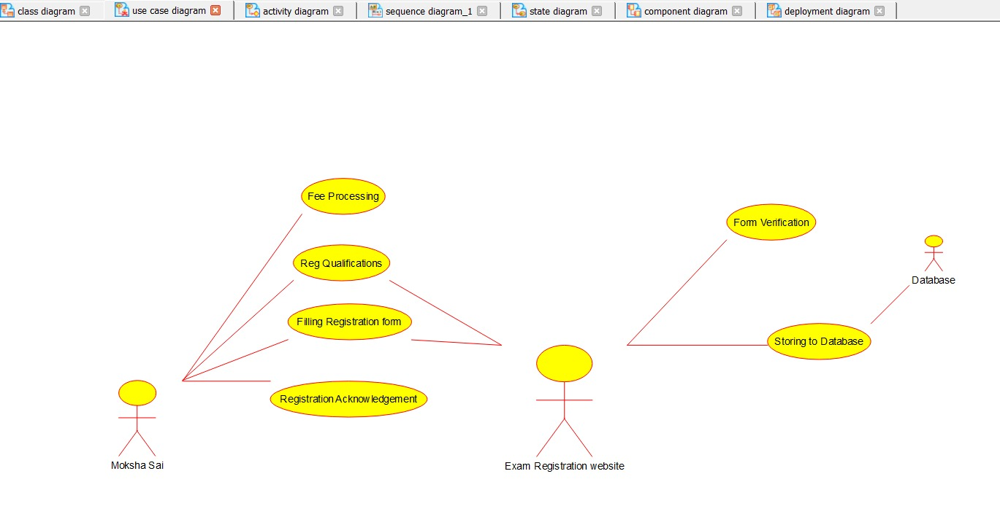 class diagram
use case diagram
activity diagram
sequence diagram_1
state diagram
component diagram
deployment diagram
Fee Processing
Form Verification
Reg Qualifications
Database
Filling Registration form
Storing to Database
Registration Acknowledgement
Moksha Sai
Exam Registration website